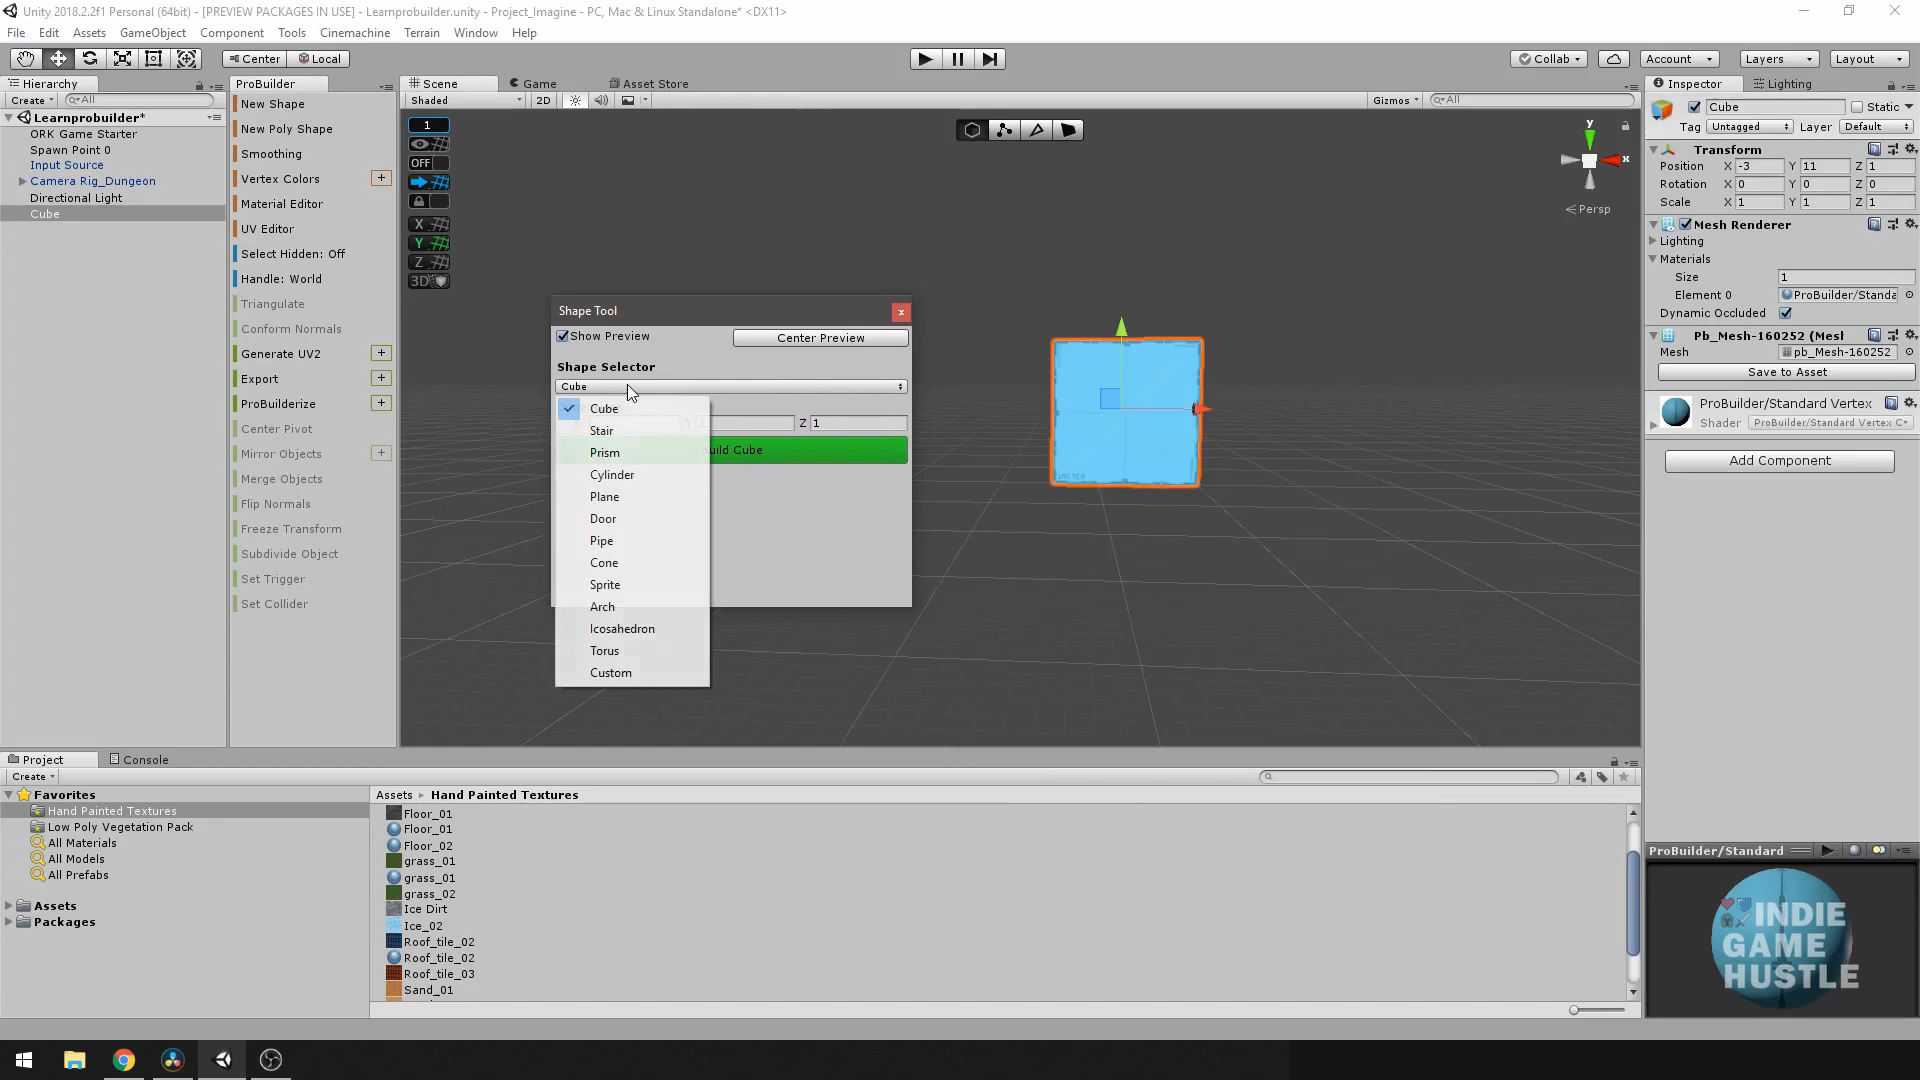 Unity 2018.2.2f1 Personal (64bit) - [PREVIEW PACKAGES IN USE] - Learnprobuilder.unity - Project_Imagine - PC, Mac & Linux Standalone* <DX11>
File Edit Assets GameObject Component Tools Cinemachine Terrain Window Help
Center Local Collab Account Layers Layout
Hierarchy
Create All
Learnprobuilder*
ORK Game Starter
Spawn Point 0
Input Source
Camera Rig_Dungeon
Directional Light
Cube
ProBuilder
New Shape
New Poly Shape
Smoothing
Vertex Colors +
Material Editor
UV Editor
Select Hidden: Off
Handle: World
Triangulate
Conform Normals
Generate UV2 +
Export +
ProBuilderize +
Center Pivot
Mirror Objects +
Merge Objects
Flip Normals
Freeze Transform
Subdivide Object
Set Trigger
Set Collider
Scene Game Asset Store
Shaded 2D Gizmos All
1
OFF
X
Y
Z
3D
y
x
Persp
Shape Tool x
Show Preview Center Preview
Shape Selector
Cube
Z 1
uild Cube
Cube
Stair
Prism
Cylinder
Plane
Door
Pipe
Cone
Sprite
Arch
Icosahedron
Torus
Custom
Inspector Lighting
Cube Static
Tag Untagged Layer Default
Transform
Position X -3 Y 11 Z 1
Rotation X 0 Y 0 Z 0
Scale X 1 Y 1 Z 1
Mesh Renderer
Lighting
Materials
Size 1
Element 0 ProBuilder/Standa
Dynamic Occluded
Pb_Mesh-160252 (Mesl
Mesh pb_Mesh-160252
Save to Asset
ProBuilder/Standard Vertex
Shader ProBuilder/Standard Vertex C
Add Component
Project Console
Create
Favorites
Hand Painted Textures
Low Poly Vegetation Pack
All Materials
All Models
All Prefabs
Assets
Packages
Assets Hand Painted Textures
Floor_01
Floor_01
Floor_02
grass_01
grass_01
grass_02
Ice Dirt
Ice_02
Roof_tile_02
Roof_tile_02
Roof_tile_03
Sand_01
ProBuilder/Standard
INDIE
GAME
HUSTLE